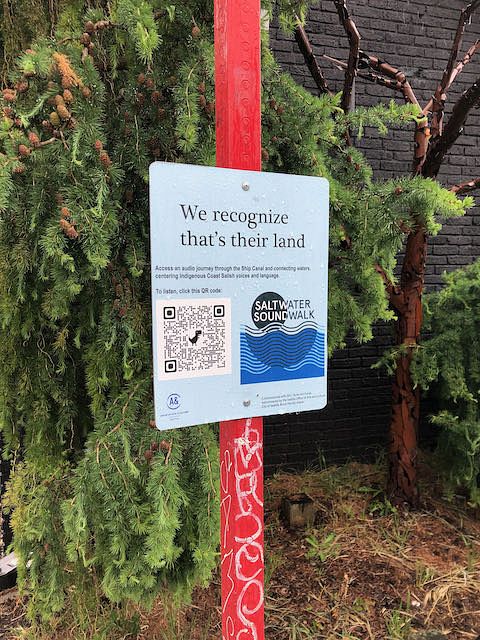 We recognize
that's their land
Access an audio journey through the Ship Canal and connecting waters
centering Indigenous Coast Salish voices and language.
To listen, click this QR code:
SALTWATER
SOUNDWALK
A&